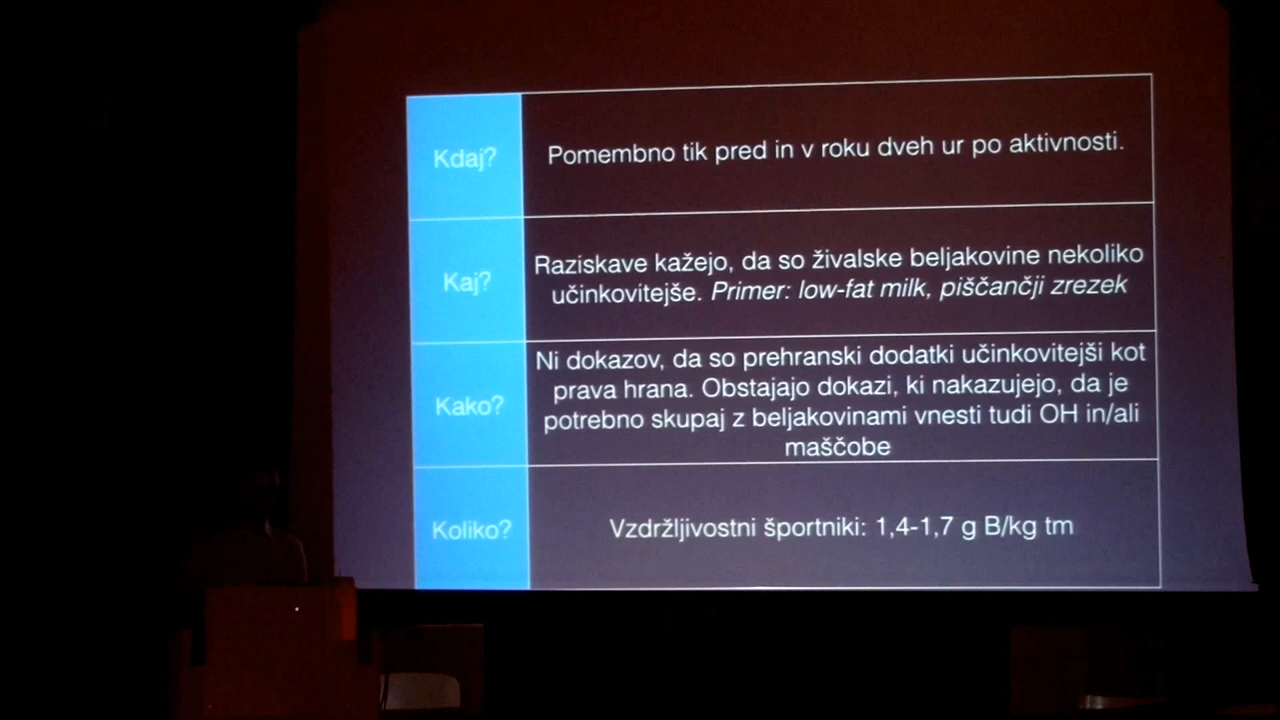 Kdaj?
Pomembno tik pred in v roku dveh ur po aktivnosti.
Kaj?
Raziskave kažejo, da so živalske beljakovine nekoliko
učinkovitejše. Primer: low-fat milk, piščančji zrezek
Kako?
Ni dokazov, da so prehranski dodatki učinkovitejši kot
prava hrana. Obstajajo dokazi, ki nakazujejo, da je
potrebno skupaj z beljakovinami vnesti tudi OH in/ali
maščobe
Koliko?
Vzdržljivostni športniki: 1,4-1,7 g B/kg tm